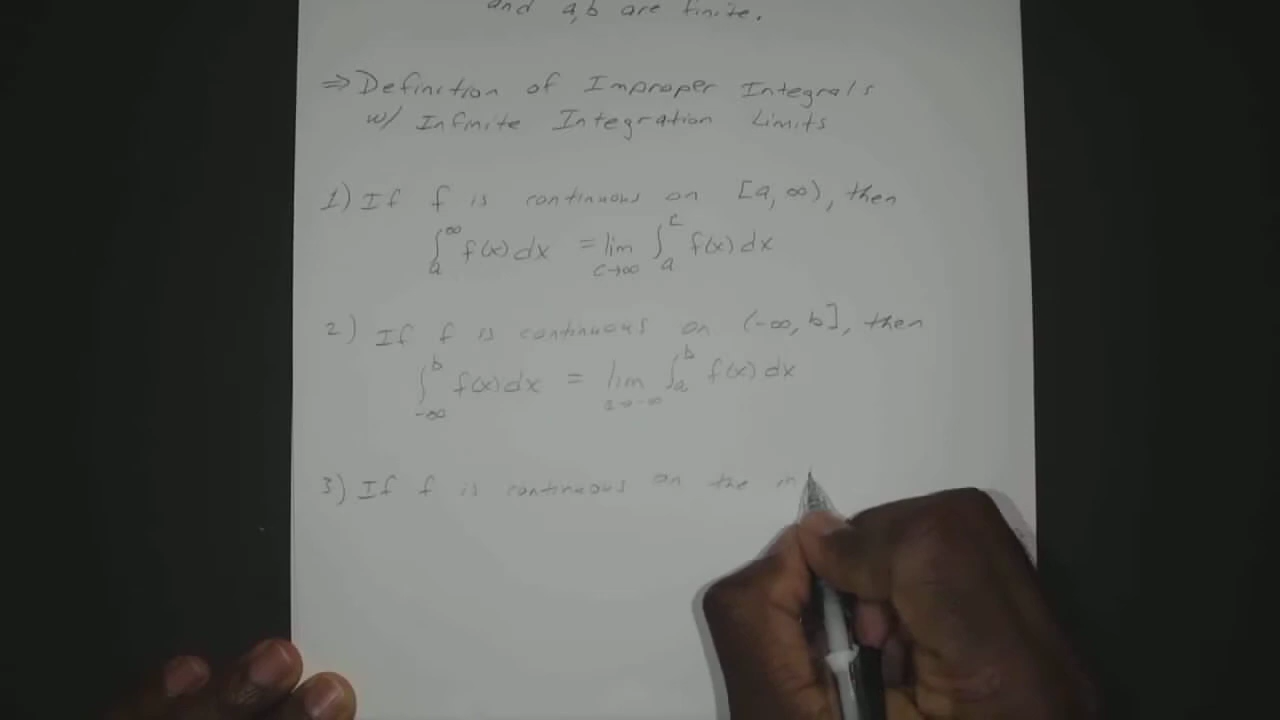 and a,b are finite.
⇒ Definition of Improper Integrals
w/ Infinite Integration Limits
1) If f is continuous on [a, ∞), then
∫_a^∞ f(x) dx = lim_{c→∞} ∫_a^c f(x) dx
2) If f is continuous on (-∞, b], then
∫_{-∞}^b f(x) dx = lim_{a→-∞} ∫_a^b f(x) dx
3) If f is continuous on the in